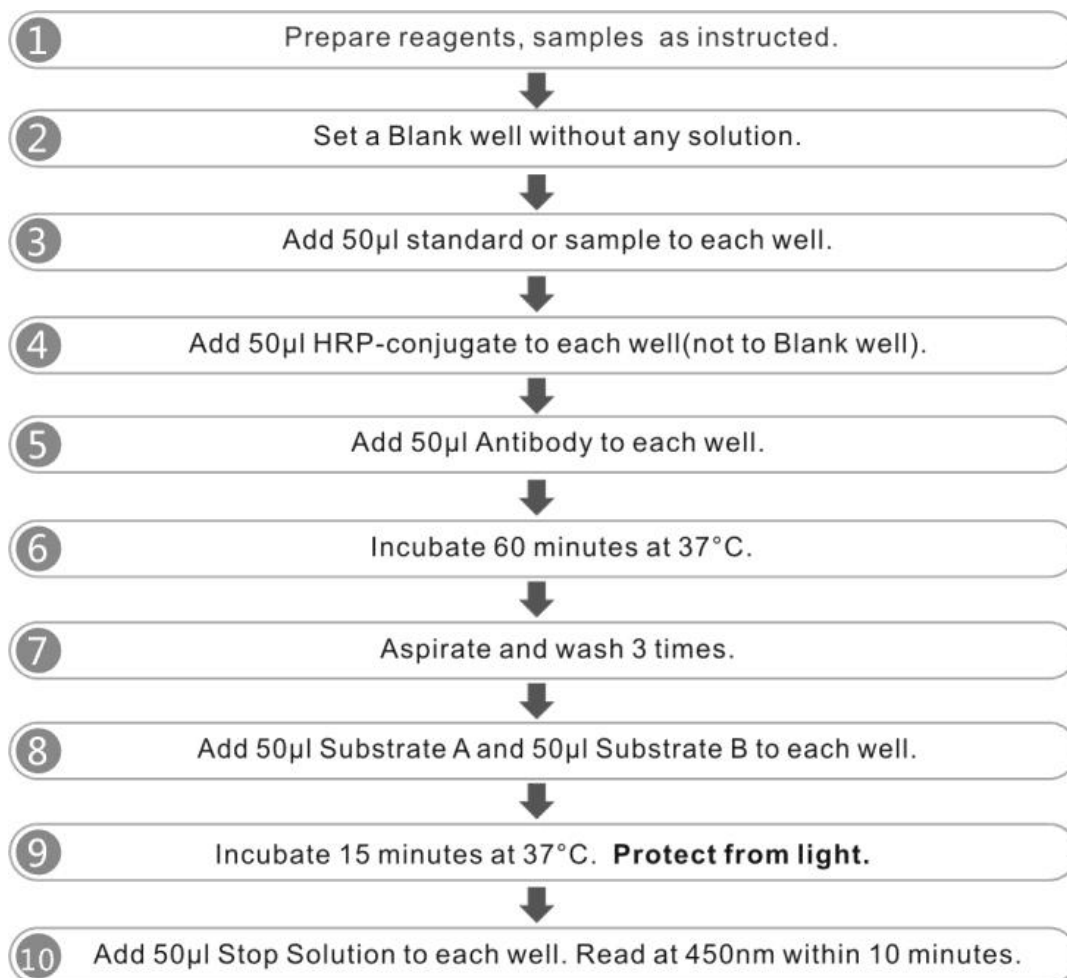 1 Prepare reagents, samples as instructed.
2 Set a Blank well without any solution.
3 Add 50μl standard or sample to each well.
4 Add 50μl HRP-conjugate to each well(not to Blank well).
5 Add 50μl Antibody to each well.
6 Incubate 60 minutes at 37°C.
7 Aspirate and wash 3 times.
8 Add 50μl Substrate A and 50μl Substrate B to each well.
9 Incubate 15 minutes at 37°C. Protect from light.
10 Add 50μl Stop Solution to each well. Read at 450nm within 10 minutes.